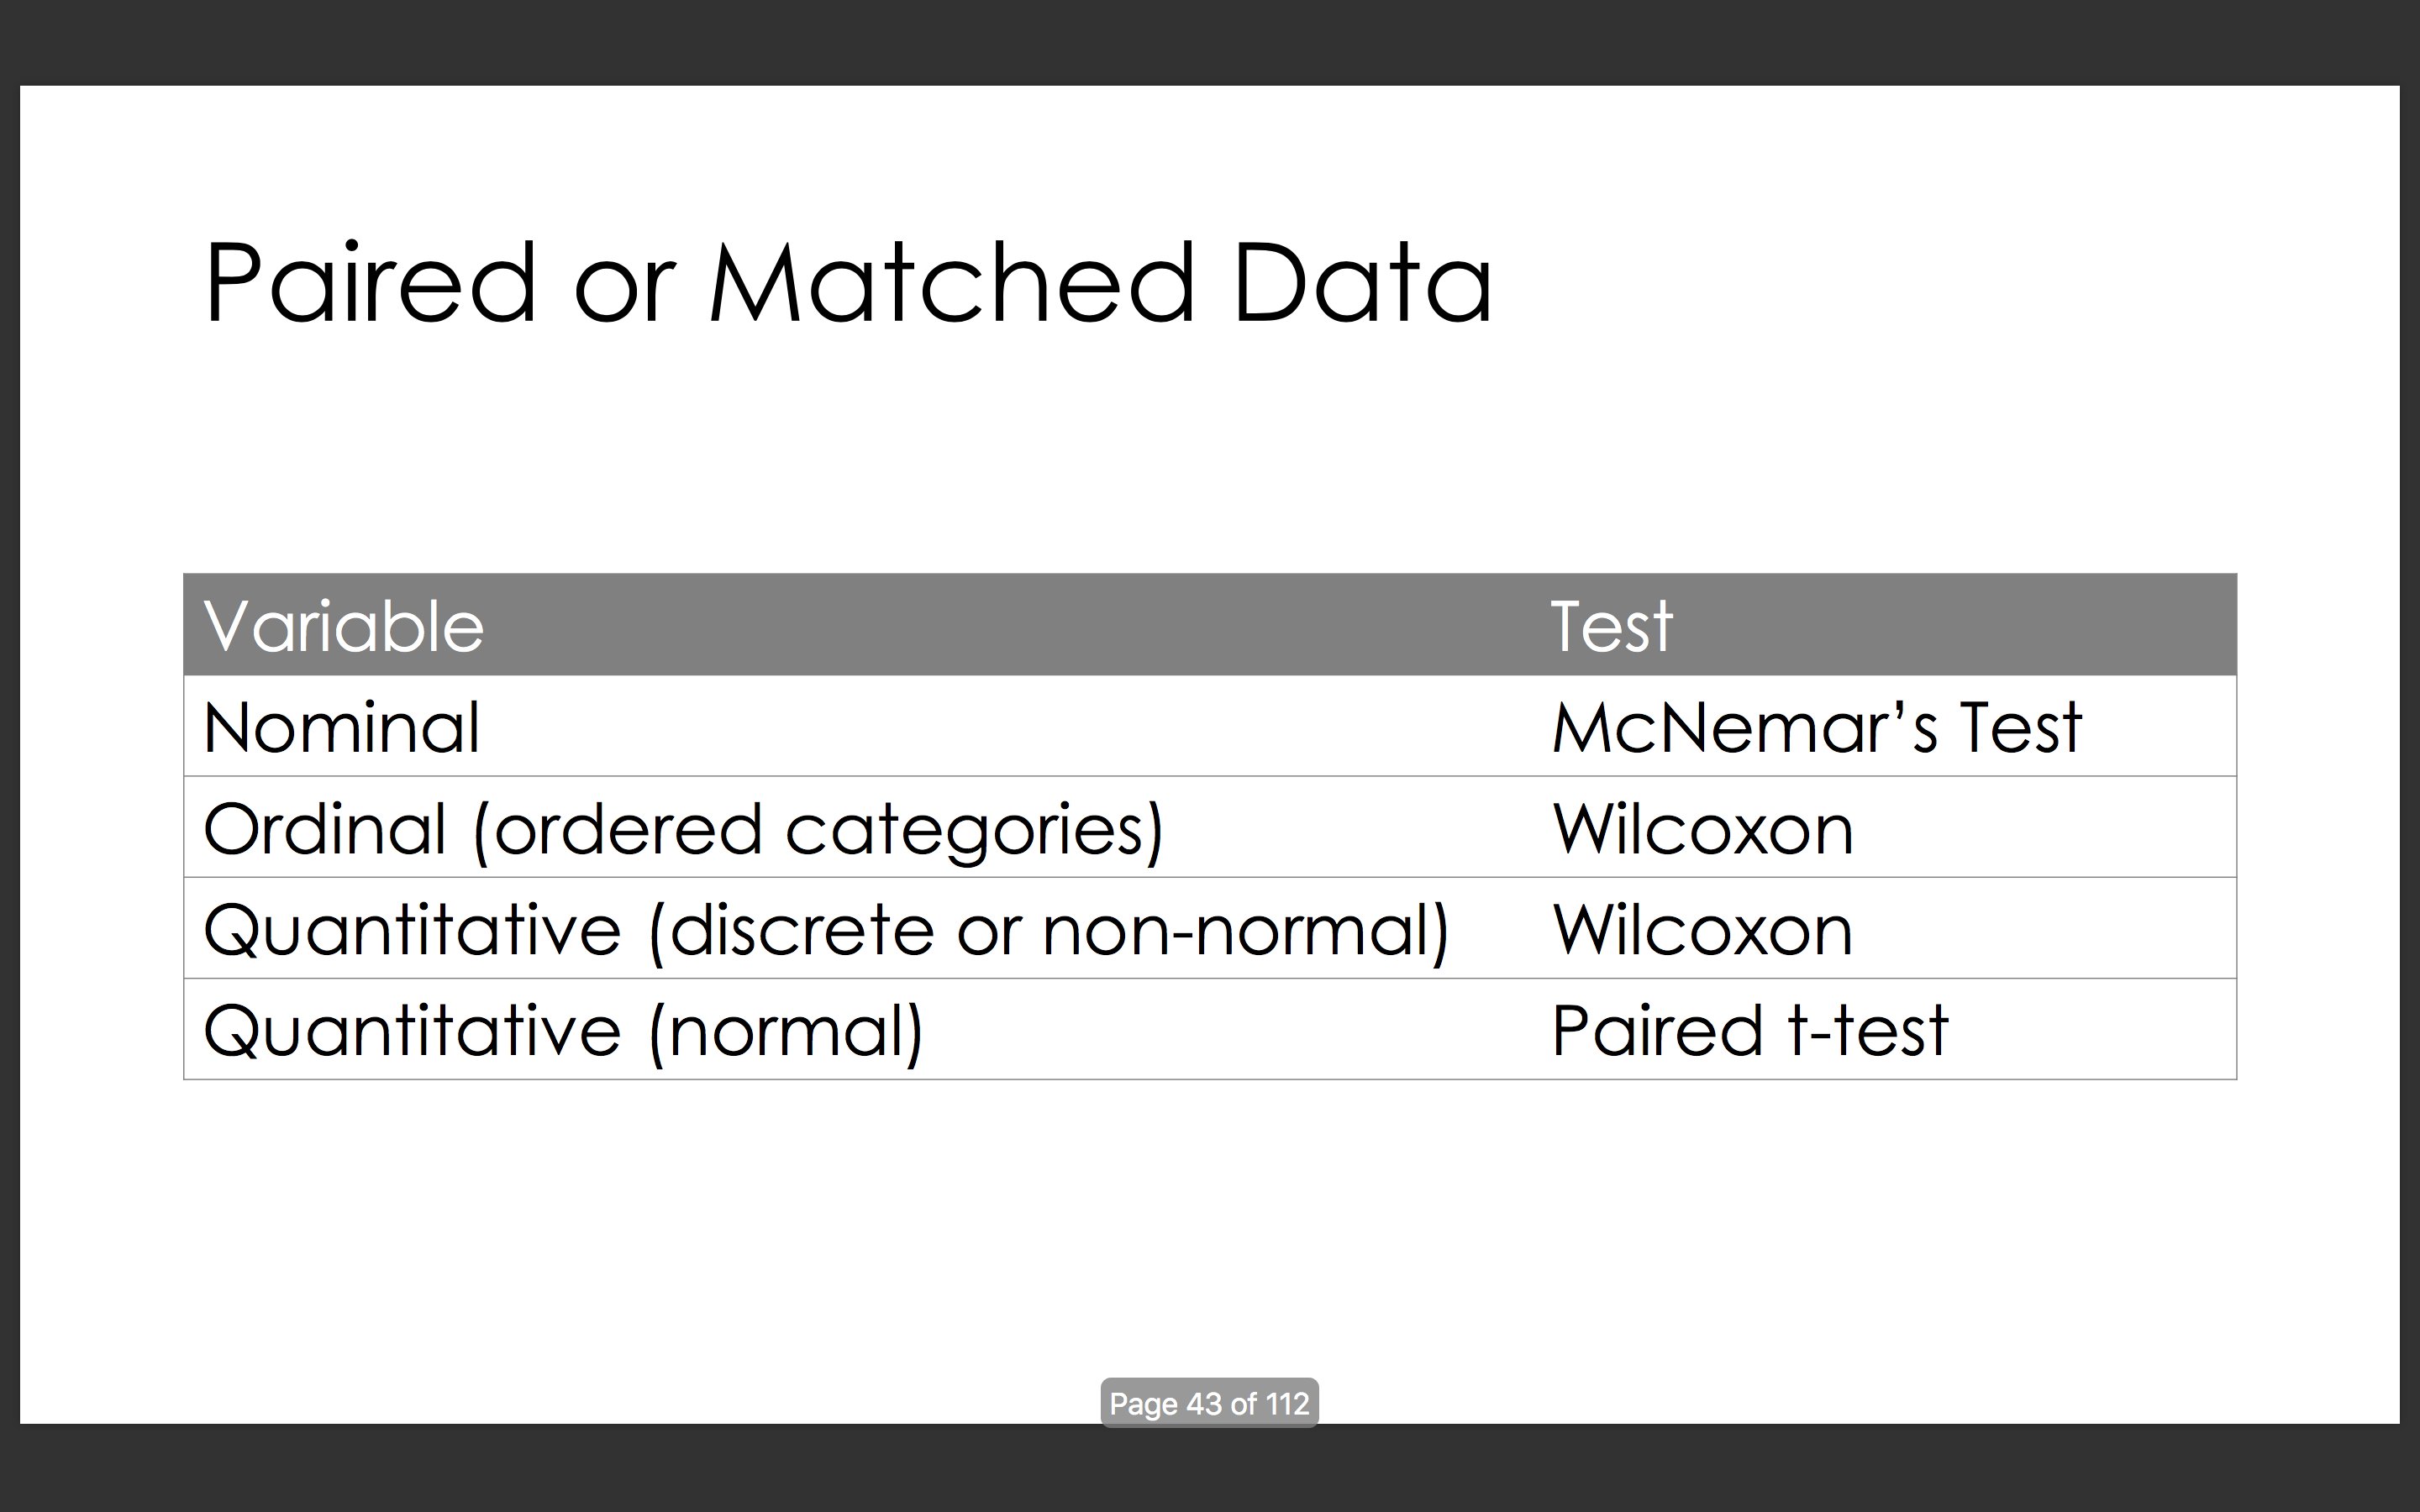 Paired or Matched Data
Variable Test
Nominal McNemar’s Test
Ordinal (ordered categories) Wilcoxon
Quantitative (discrete or non-normal) Wilcoxon
Quantitative (normal) Paired t-test
Page 43 of 112